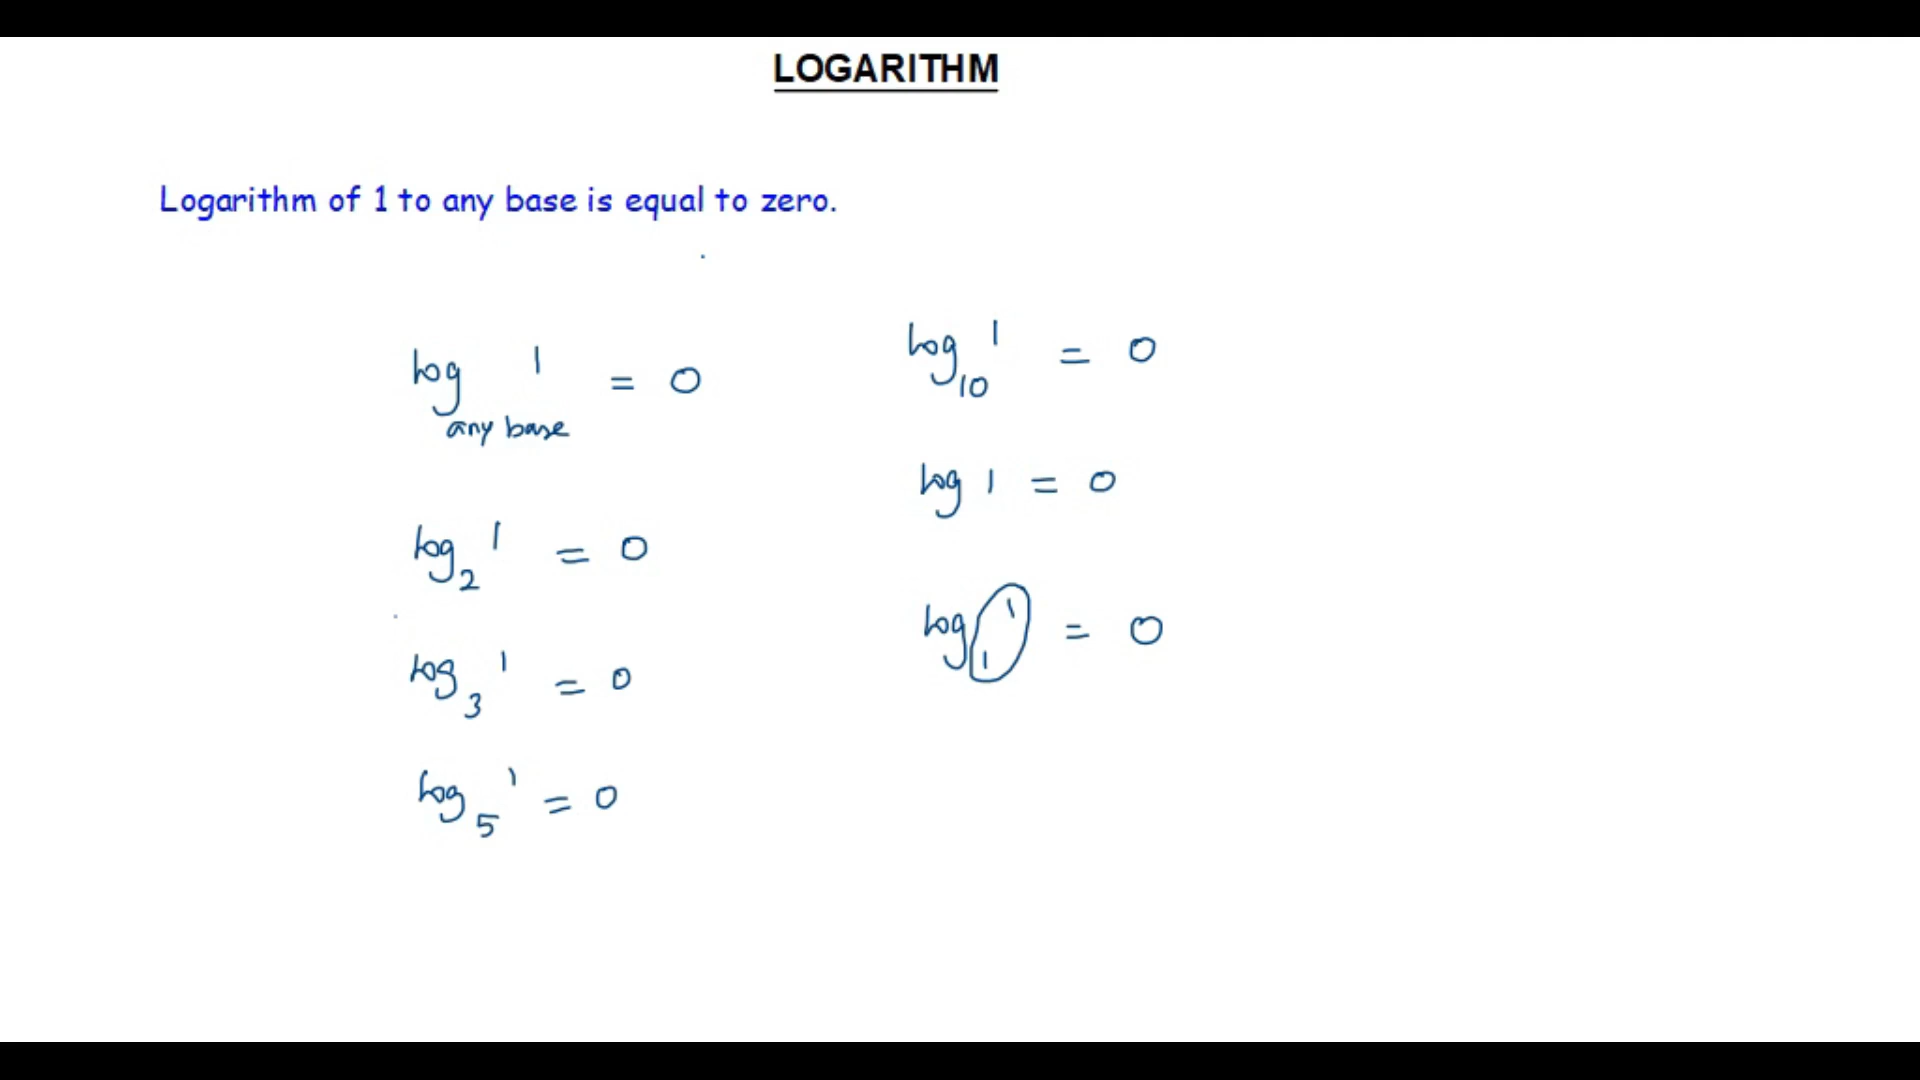 LOGARITHM
Logarithm of 1 to any base is equal to zero.
log 1 = 0
any base
log₂ 1 = 0
log₃ 1 = 0
log₅ 1 = 0
log₁₀ 1 = 0
log 1 = 0
log₁ 1 = 0